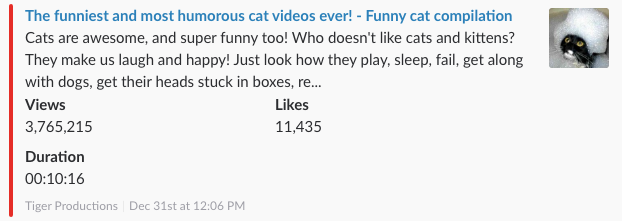 The funniest and most humorous cat videos ever! - Funny cat compilation
Cats are awesome, and super funny too! Who doesn't like cats and kittens?
They make us laugh and happy! Just look how they play, sleep, fail, get along
with dogs, get their heads stuck in boxes, re...
Views
Likes
3,765,215
11,435
Duration
00:10:16
Tiger Productions | Dec 31st at 12:06 PM